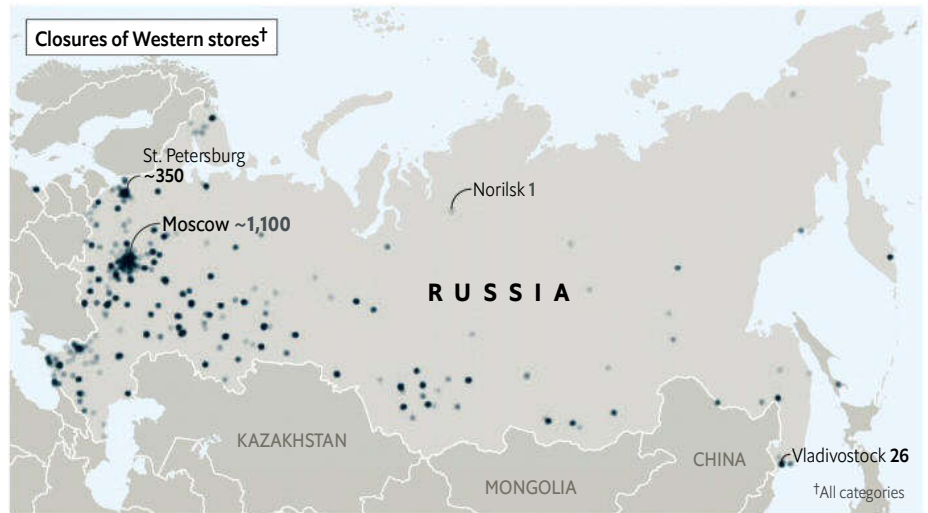 Closures of Western stores†
St. Petersburg
~350
Norilsk 1
Moscow ~1,100
RUSSIA
KAZAKHSTAN
CHINA
Vladivostock 26
MONGOLIA
†All categories